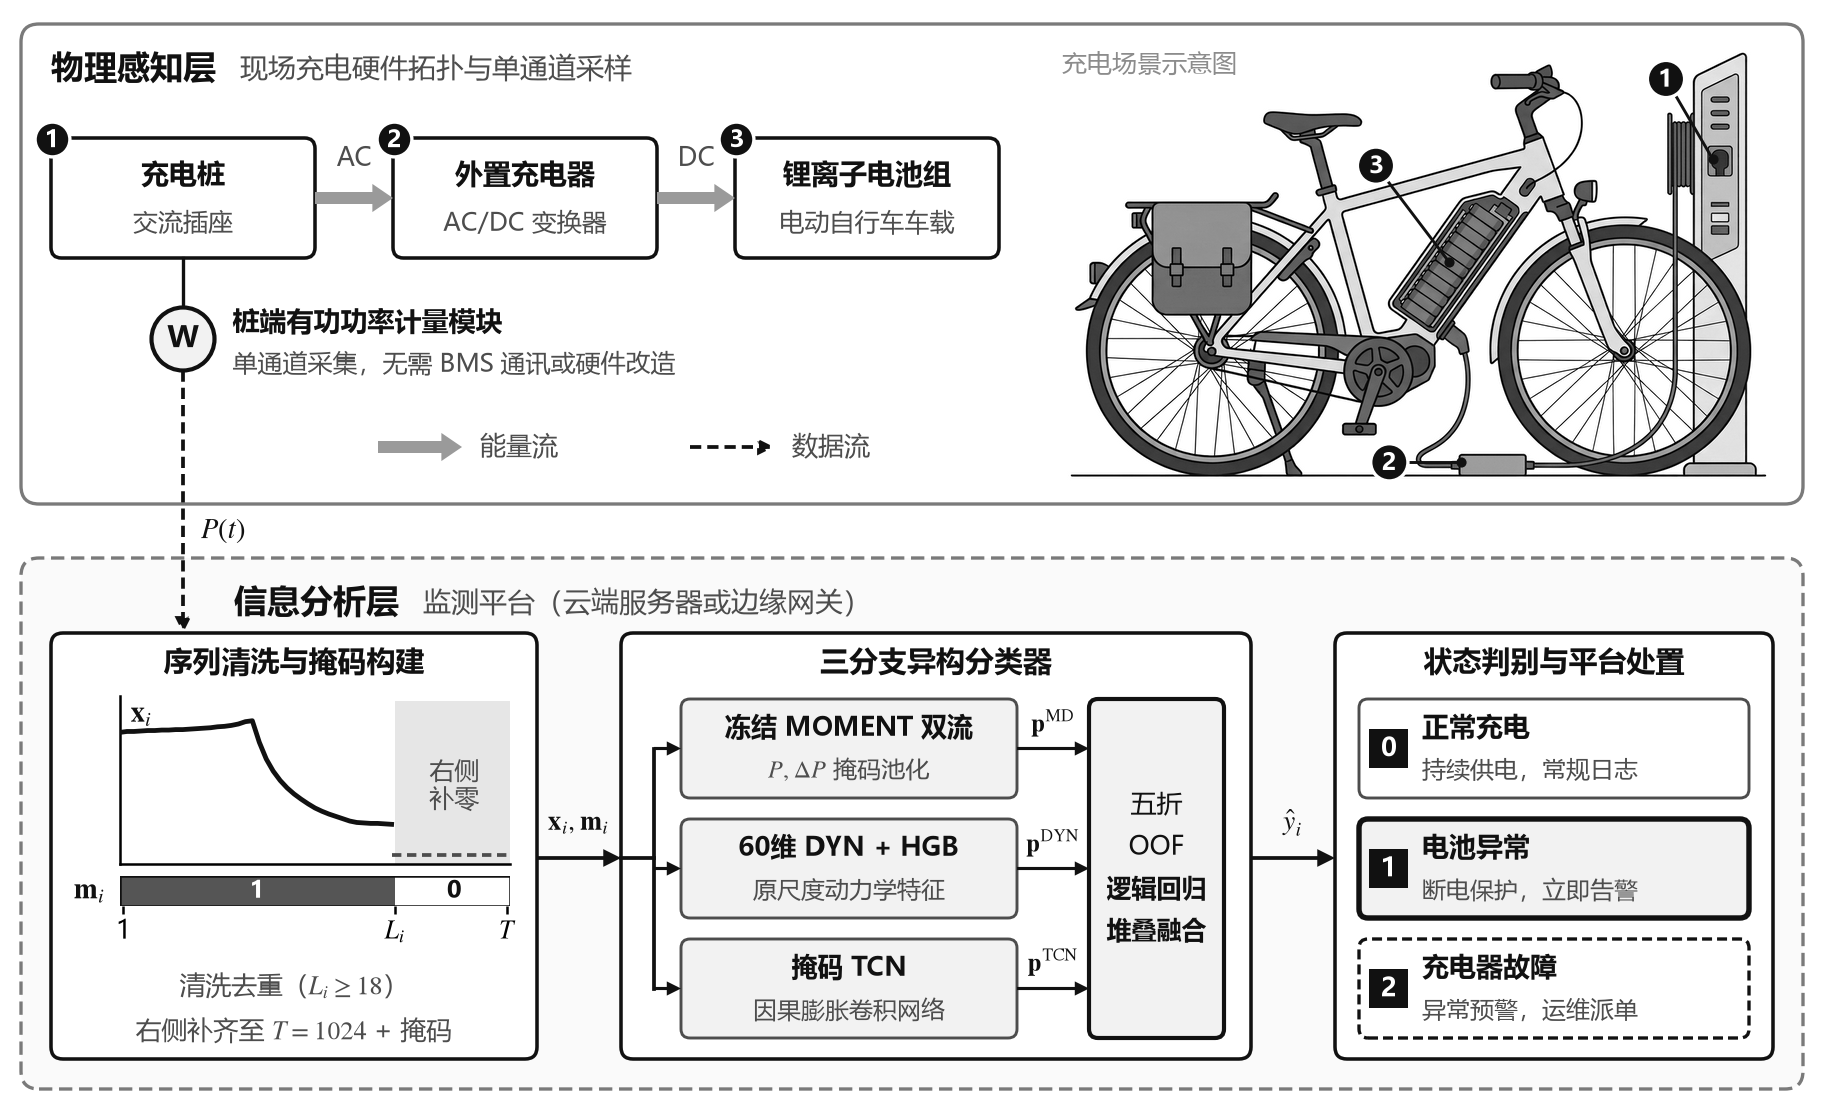 物理感知层 现场充电硬件拓扑与单通道采样
充电场景示意图
1
充电桩
交流插座
AC
2
外置充电器
AC/DC 变换器
DC
3
锂离子电池组
电动自行车车载
W
桩端有功功率计量模块
单通道采集，无需 BMS 通讯或硬件改造
能量流
数据流
1
3
2
P(t)
信息分析层 监测平台（云端服务器或边缘网关）
序列清洗与掩码构建
x_i
右侧
补零
m_i
1
0
1
L_i
T
清洗去重（L_i ≥ 18）
右侧补齐至 T = 1024 + 掩码
x_i, m_i
三分支异构分类器
冻结 MOMENT 双流
P, ΔP 掩码池化
p^MD
60维 DYN + HGB
原尺度动力学特征
p^DYN
掩码 TCN
因果膨胀卷积网络
p^TCN
五折
OOF
逻辑回归
堆叠融合
ŷ_i
状态判别与平台处置
0
正常充电
持续供电，常规日志
1
电池异常
断电保护，立即告警
2
充电器故障
异常预警，运维派单